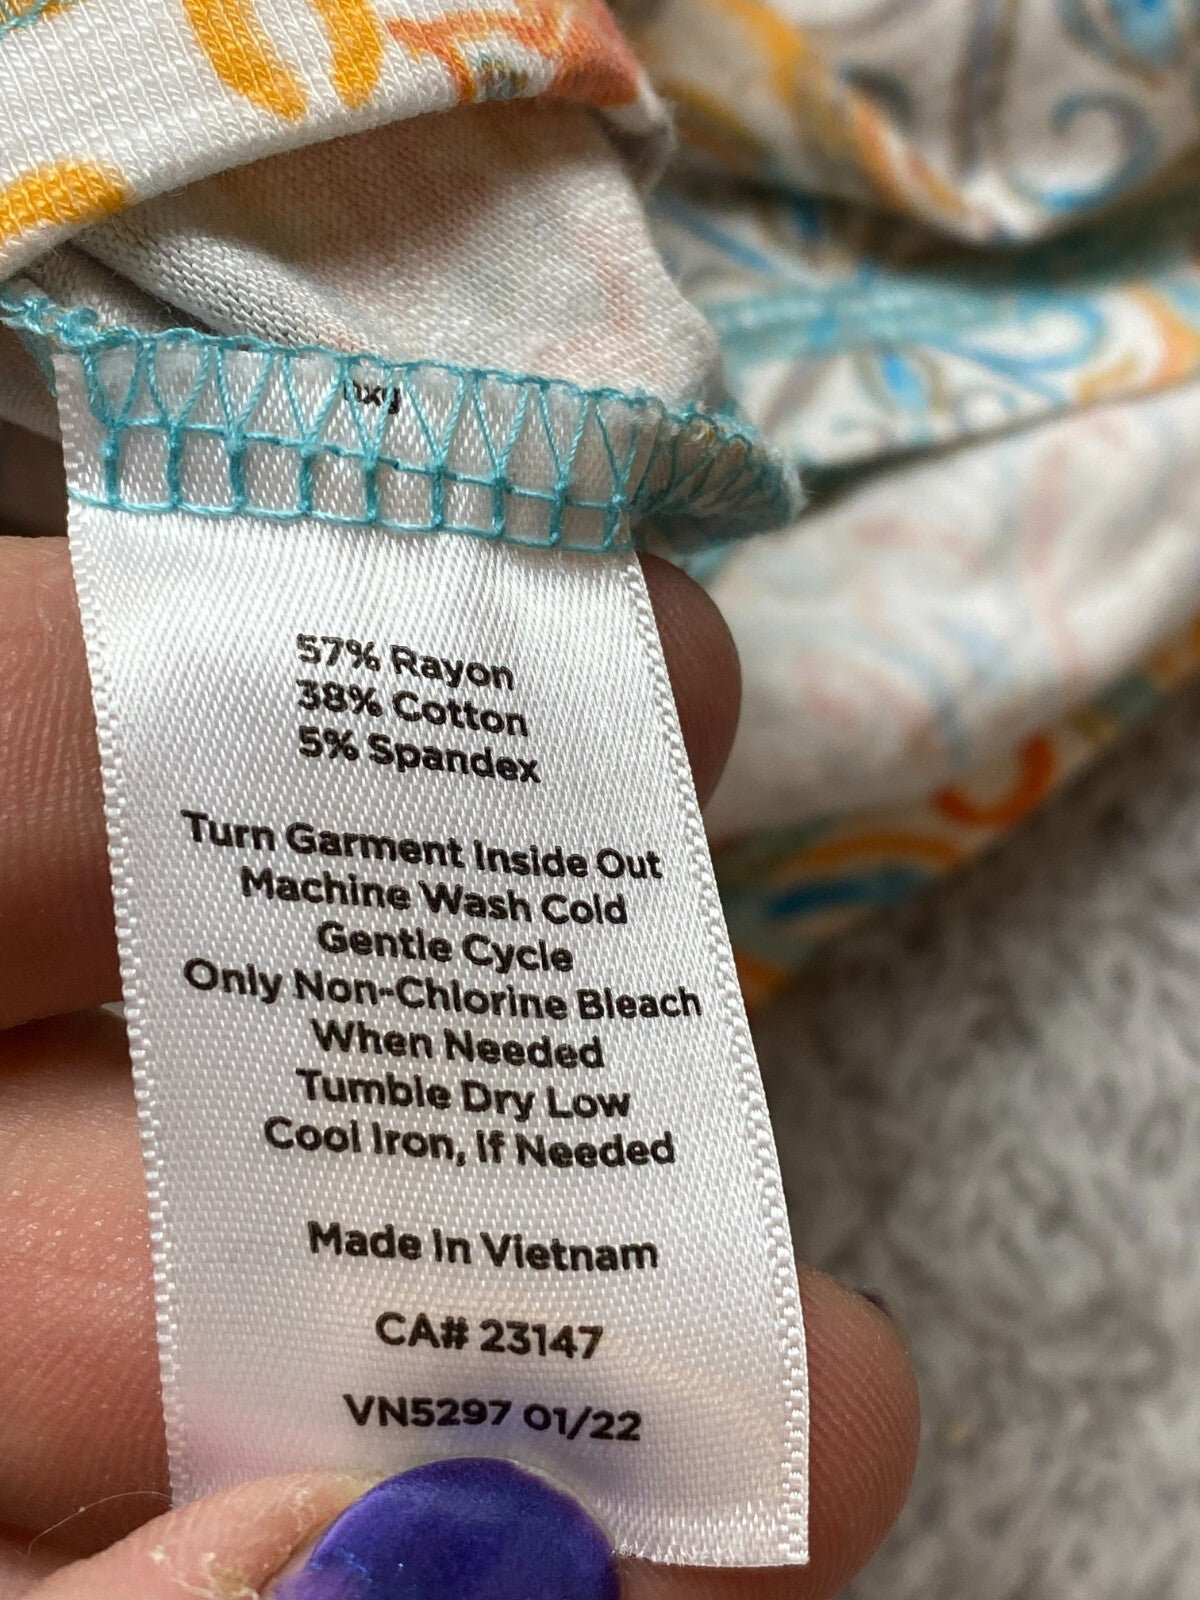 57% Rayon
38% Cotton
5% Spandex
Turn Garment Inside Out
Machine Wash Cold
Gentle Cycle
Only Non-Chlorine Bleach
When Needed
Tumble Dry Low
Cool Iron, If Needed
Made In Vietnam
CA# 23147
VN5297 01/22